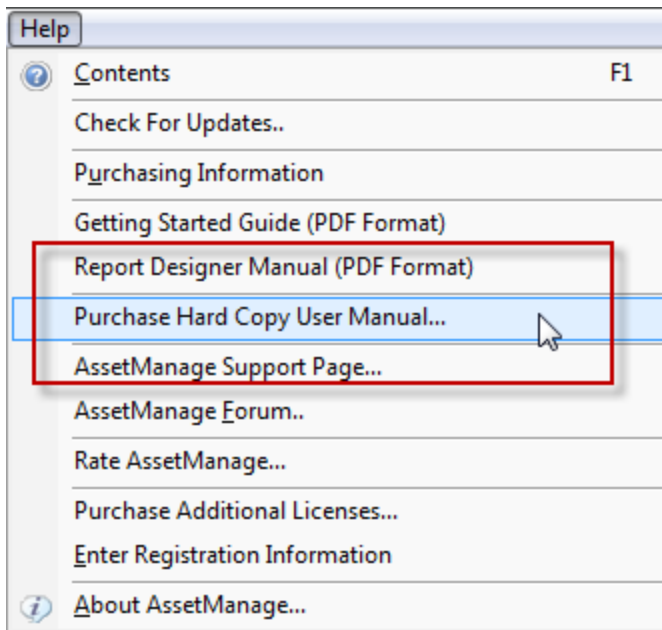 Help
Contents F1
Check For Updates..
Purchasing Information
Getting Started Guide (PDF Format)
Report Designer Manual (PDF Format)
Purchase Hard Copy User Manual...
AssetManage Support Page...
AssetManage Forum..
Rate AssetManage...
Purchase Additional Licenses...
Enter Registration Information
About AssetManage...